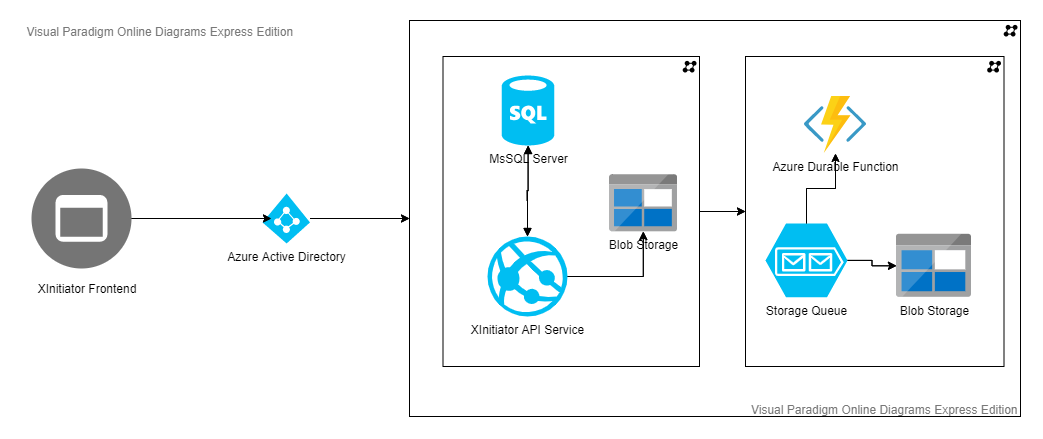 Visual Paradigm Online Diagrams Express Edition
SQL
MsSQL Server
Azure Durable Function
Blob Storage
Azure Active Directory
XInitiator Frontend
XInitiator API Service
Storage Queue
Blob Storage
Visual Paradigm Online Diagrams Express Edition